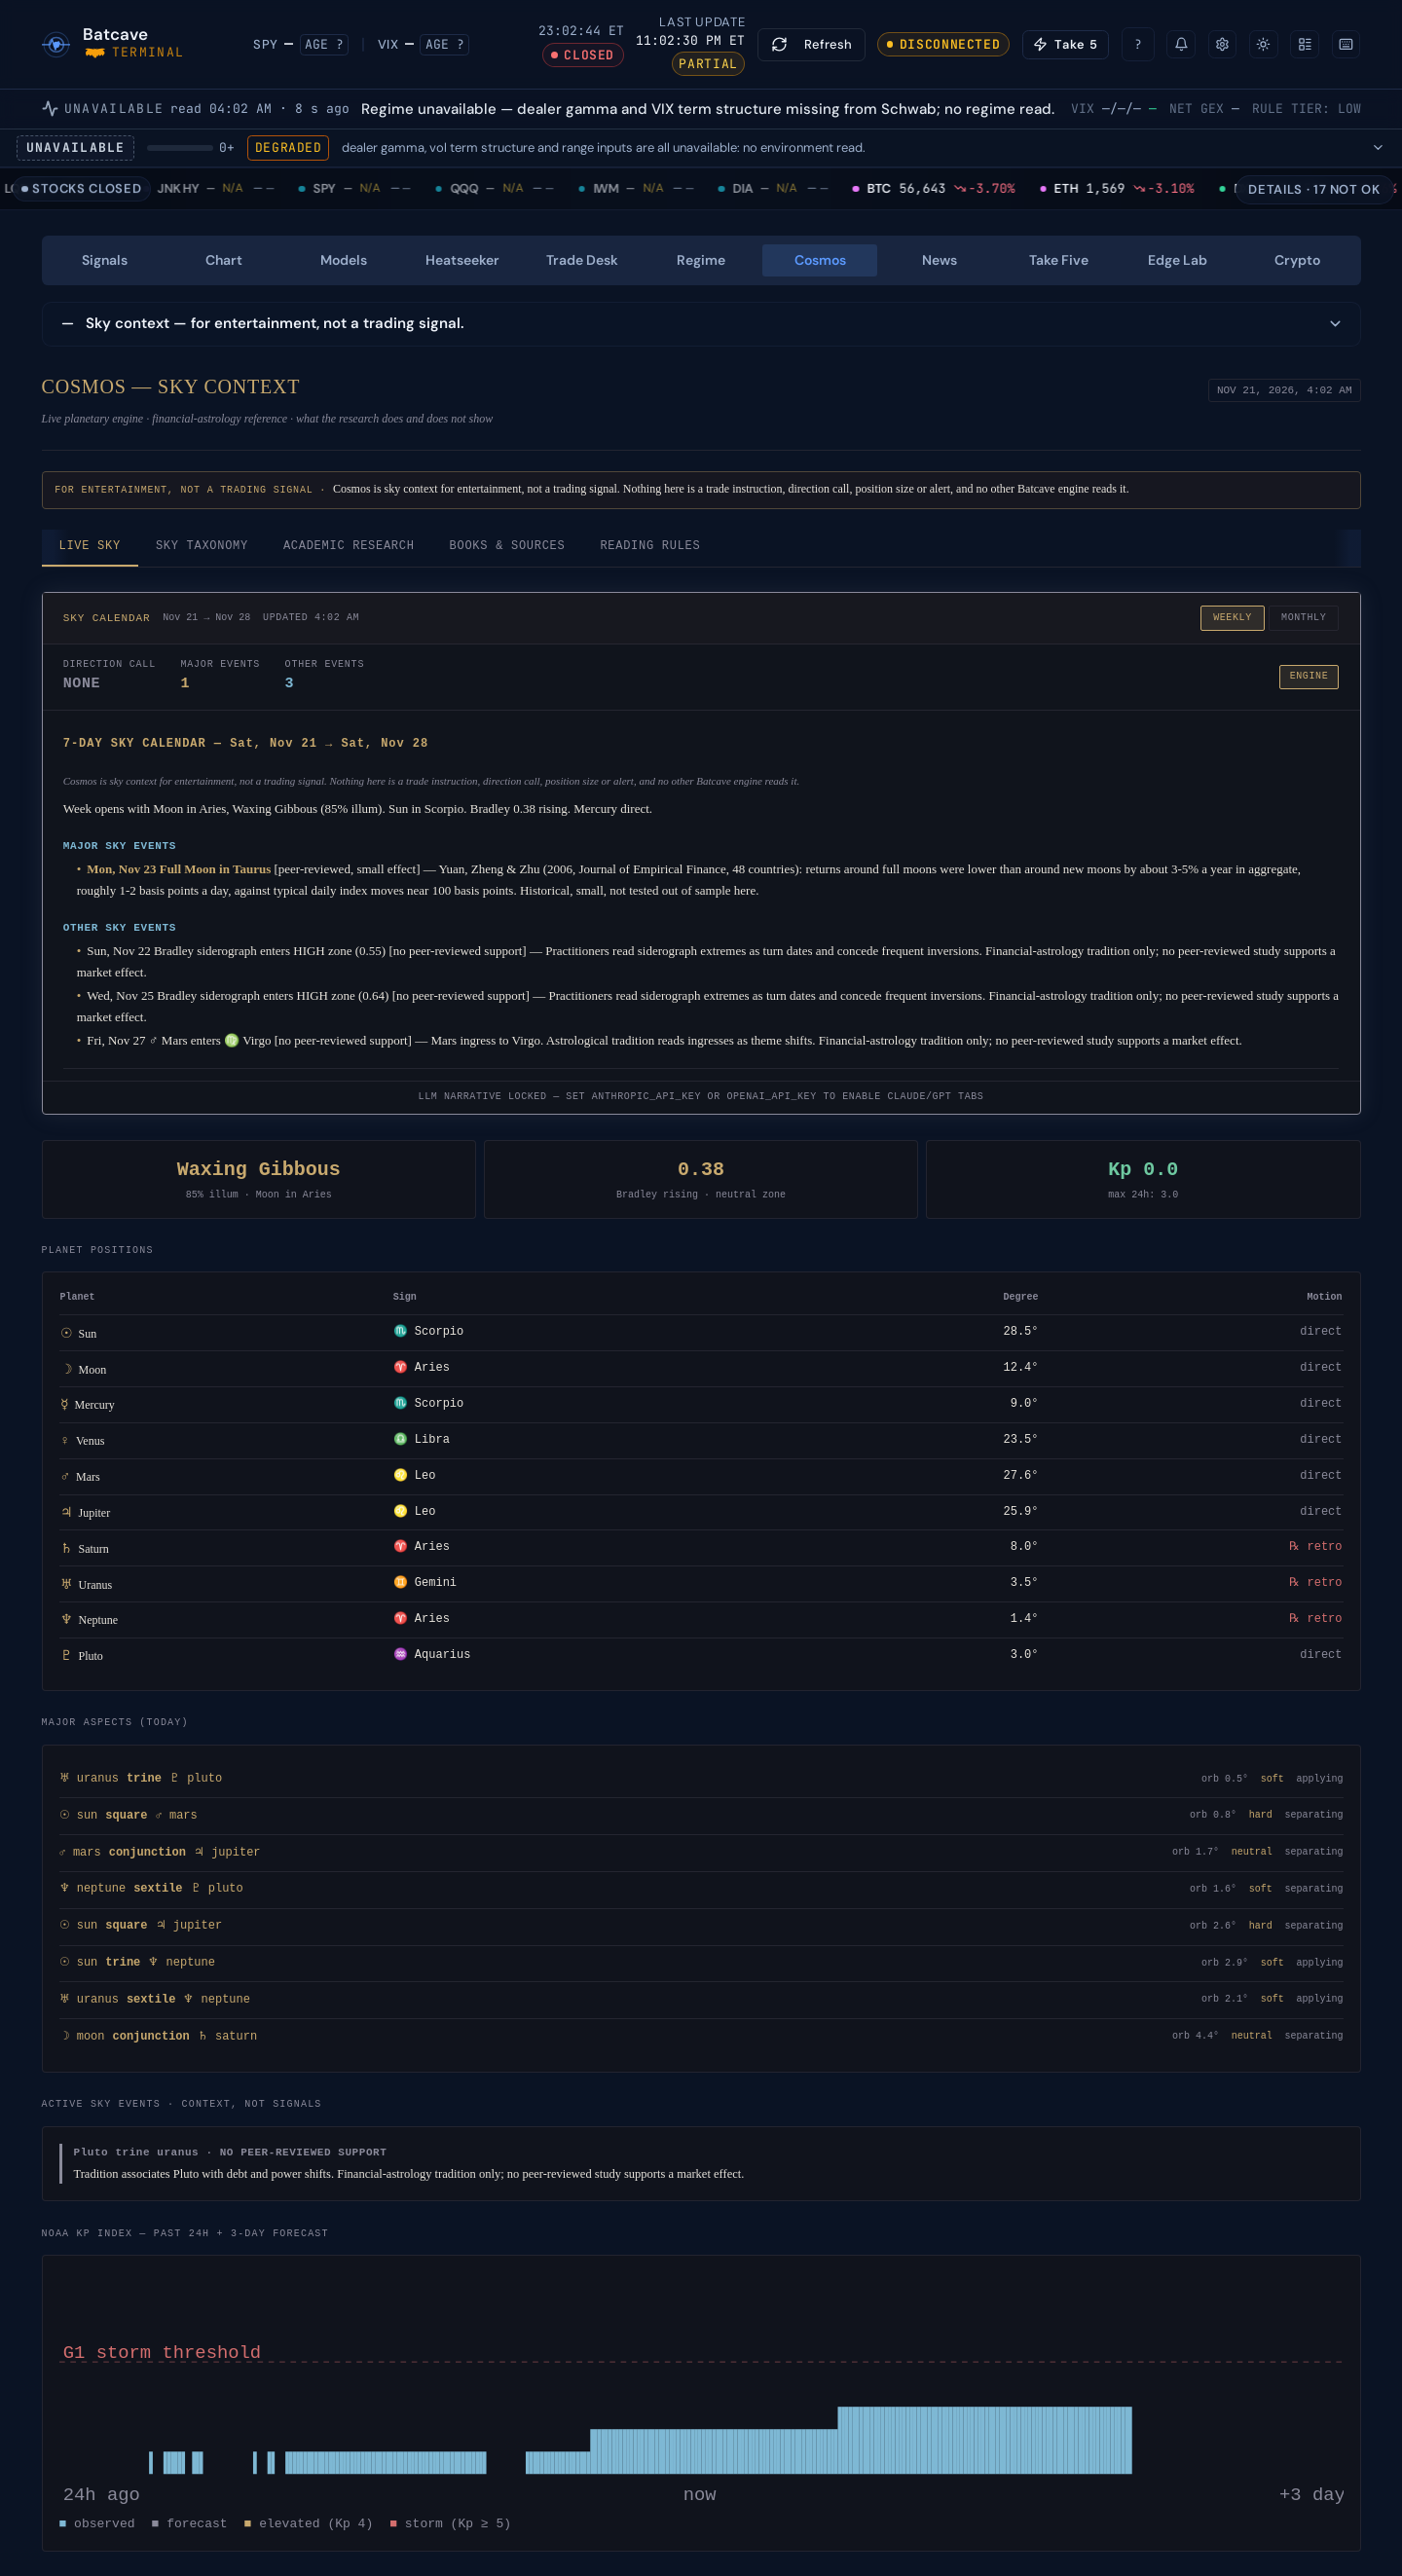 Batcave
TERMINAL
SPY — AGE ? | VIX — AGE ?
23:02:44 ET
CLOSED
LAST UPDATE
11:02:30 PM ET
PARTIAL
Refresh
DISCONNECTED
Take 5
?
UNAVAILABLE read 04:02 AM · 8 s ago Regime unavailable — dealer gamma and VIX term structure missing from Schwab; no regime read. VIX —/—/— — NET GEX — RULE TIER: LOW
UNAVAILABLE 0+ DEGRADED dealer gamma, vol term structure and range inputs are all unavailable: no environment read.
STOCKS CLOSED JNKHY — N/A — — SPY — N/A — — QQQ — N/A — — IWM — N/A — — DIA — N/A — — BTC 56,643 -3.70% ETH 1,569 -3.10% DETAILS · 17 NOT OK
Signals Chart Models Heatseeker Trade Desk Regime Cosmos News Take Five Edge Lab Crypto
— Sky context — for entertainment, not a trading signal.
COSMOS — SKY CONTEXT
NOV 21, 2026, 4:02 AM
Live planetary engine · financial-astrology reference · what the research does and does not show
FOR ENTERTAINMENT, NOT A TRADING SIGNAL · Cosmos is sky context for entertainment, not a trading signal. Nothing here is a trade instruction, direction call, position size or alert, and no other Batcave engine reads it.
LIVE SKY SKY TAXONOMY ACADEMIC RESEARCH BOOKS & SOURCES READING RULES
SKY CALENDAR Nov 21 → Nov 28 UPDATED 4:02 AM WEEKLY MONTHLY
DIRECTION CALL MAJOR EVENTS OTHER EVENTS
NONE 1 3
ENGINE
7-DAY SKY CALENDAR — Sat, Nov 21 → Sat, Nov 28
Cosmos is sky context for entertainment, not a trading signal. Nothing here is a trade instruction, direction call, position size or alert, and no other Batcave engine reads it.
Week opens with Moon in Aries, Waxing Gibbous (85% illum). Sun in Scorpio. Bradley 0.38 rising. Mercury direct.
MAJOR SKY EVENTS
• Mon, Nov 23 Full Moon in Taurus [peer-reviewed, small effect] — Yuan, Zheng & Zhu (2006, Journal of Empirical Finance, 48 countries): returns around full moons were lower than around new moons by about 3-5% a year in aggregate,
roughly 1-2 basis points a day, against typical daily index moves near 100 basis points. Historical, small, not tested out of sample here.
OTHER SKY EVENTS
• Sun, Nov 22 Bradley siderograph enters HIGH zone (0.55) [no peer-reviewed support] — Practitioners read siderograph extremes as turn dates and concede frequent inversions. Financial-astrology tradition only; no peer-reviewed study supports a
market effect.
• Wed, Nov 25 Bradley siderograph enters HIGH zone (0.64) [no peer-reviewed support] — Practitioners read siderograph extremes as turn dates and concede frequent inversions. Financial-astrology tradition only; no peer-reviewed study supports a
market effect.
• Fri, Nov 27 ♂ Mars enters ♍ Virgo [no peer-reviewed support] — Mars ingress to Virgo. Astrological tradition reads ingresses as theme shifts. Financial-astrology tradition only; no peer-reviewed study supports a market effect.
LLM NARRATIVE LOCKED — SET ANTHROPIC_API_KEY OR OPENAI_API_KEY TO ENABLE CLAUDE/GPT TABS
Waxing Gibbous
85% illum · Moon in Aries
0.38
Bradley rising · neutral zone
Kp 0.0
max 24h: 3.0
PLANET POSITIONS
Planet Sign Degree Motion
☉ Sun ♏ Scorpio 28.5° direct
☽ Moon ♈ Aries 12.4° direct
☿ Mercury ♏ Scorpio 9.0° direct
♀ Venus ♎ Libra 23.5° direct
♂ Mars ♌ Leo 27.6° direct
♃ Jupiter ♌ Leo 25.9° direct
♄ Saturn ♈ Aries 8.0° ℞ retro
♅ Uranus ♊ Gemini 3.5° ℞ retro
♆ Neptune ♈ Aries 1.4° ℞ retro
♇ Pluto ♒ Aquarius 3.0° direct
MAJOR ASPECTS (TODAY)
♅ uranus trine ♇ pluto orb 0.5° soft applying
☉ sun square ♂ mars orb 0.8° hard separating
♂ mars conjunction ♃ jupiter orb 1.7° neutral separating
♆ neptune sextile ♇ pluto orb 1.6° soft separating
☉ sun square ♃ jupiter orb 2.6° hard separating
☉ sun trine ♆ neptune orb 2.9° soft applying
♅ uranus sextile ♆ neptune orb 2.1° soft applying
☽ moon conjunction ♄ saturn orb 4.4° neutral separating
ACTIVE SKY EVENTS · CONTEXT, NOT SIGNALS
Pluto trine uranus · NO PEER-REVIEWED SUPPORT
Tradition associates Pluto with debt and power shifts. Financial-astrology tradition only; no peer-reviewed study supports a market effect.
NOAA KP INDEX — PAST 24H + 3-DAY FORECAST
G1 storm threshold
24h ago now +3 day
observed forecast elevated (Kp 4) storm (Kp ≥ 5)